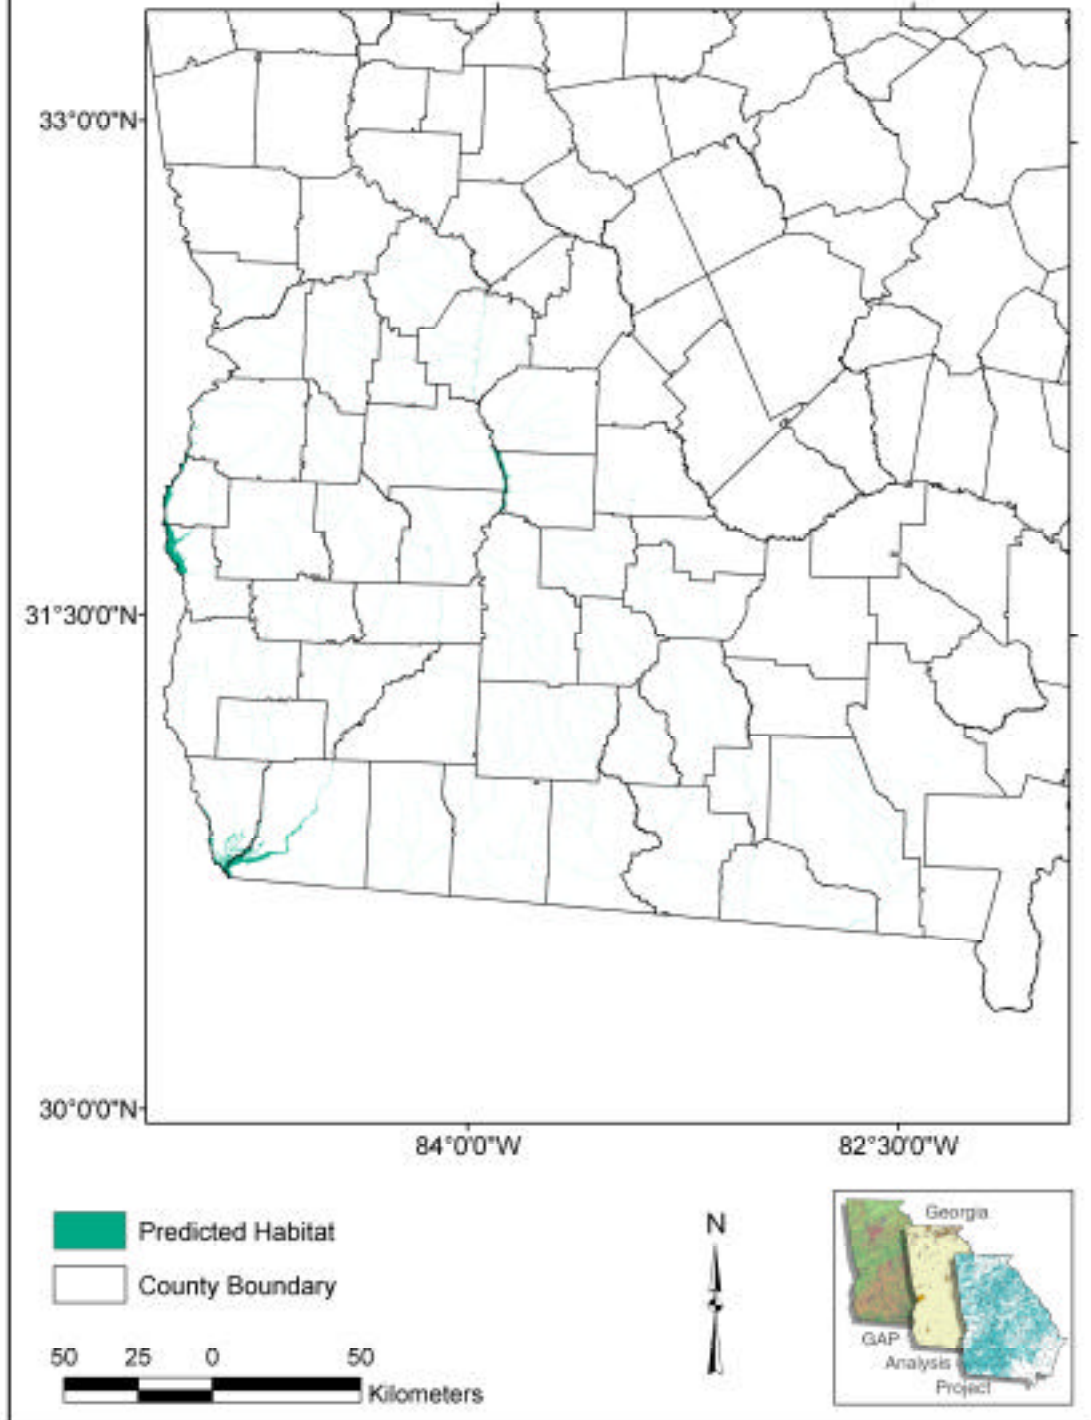 33°0'0"N
31°30'0"N
30°0'0"N
84°0'0"W
82°30'0"W
Predicted Habitat
County Boundary
50 25 0 50
Kilometers
N
Georgia
GAP
Analysis
Project